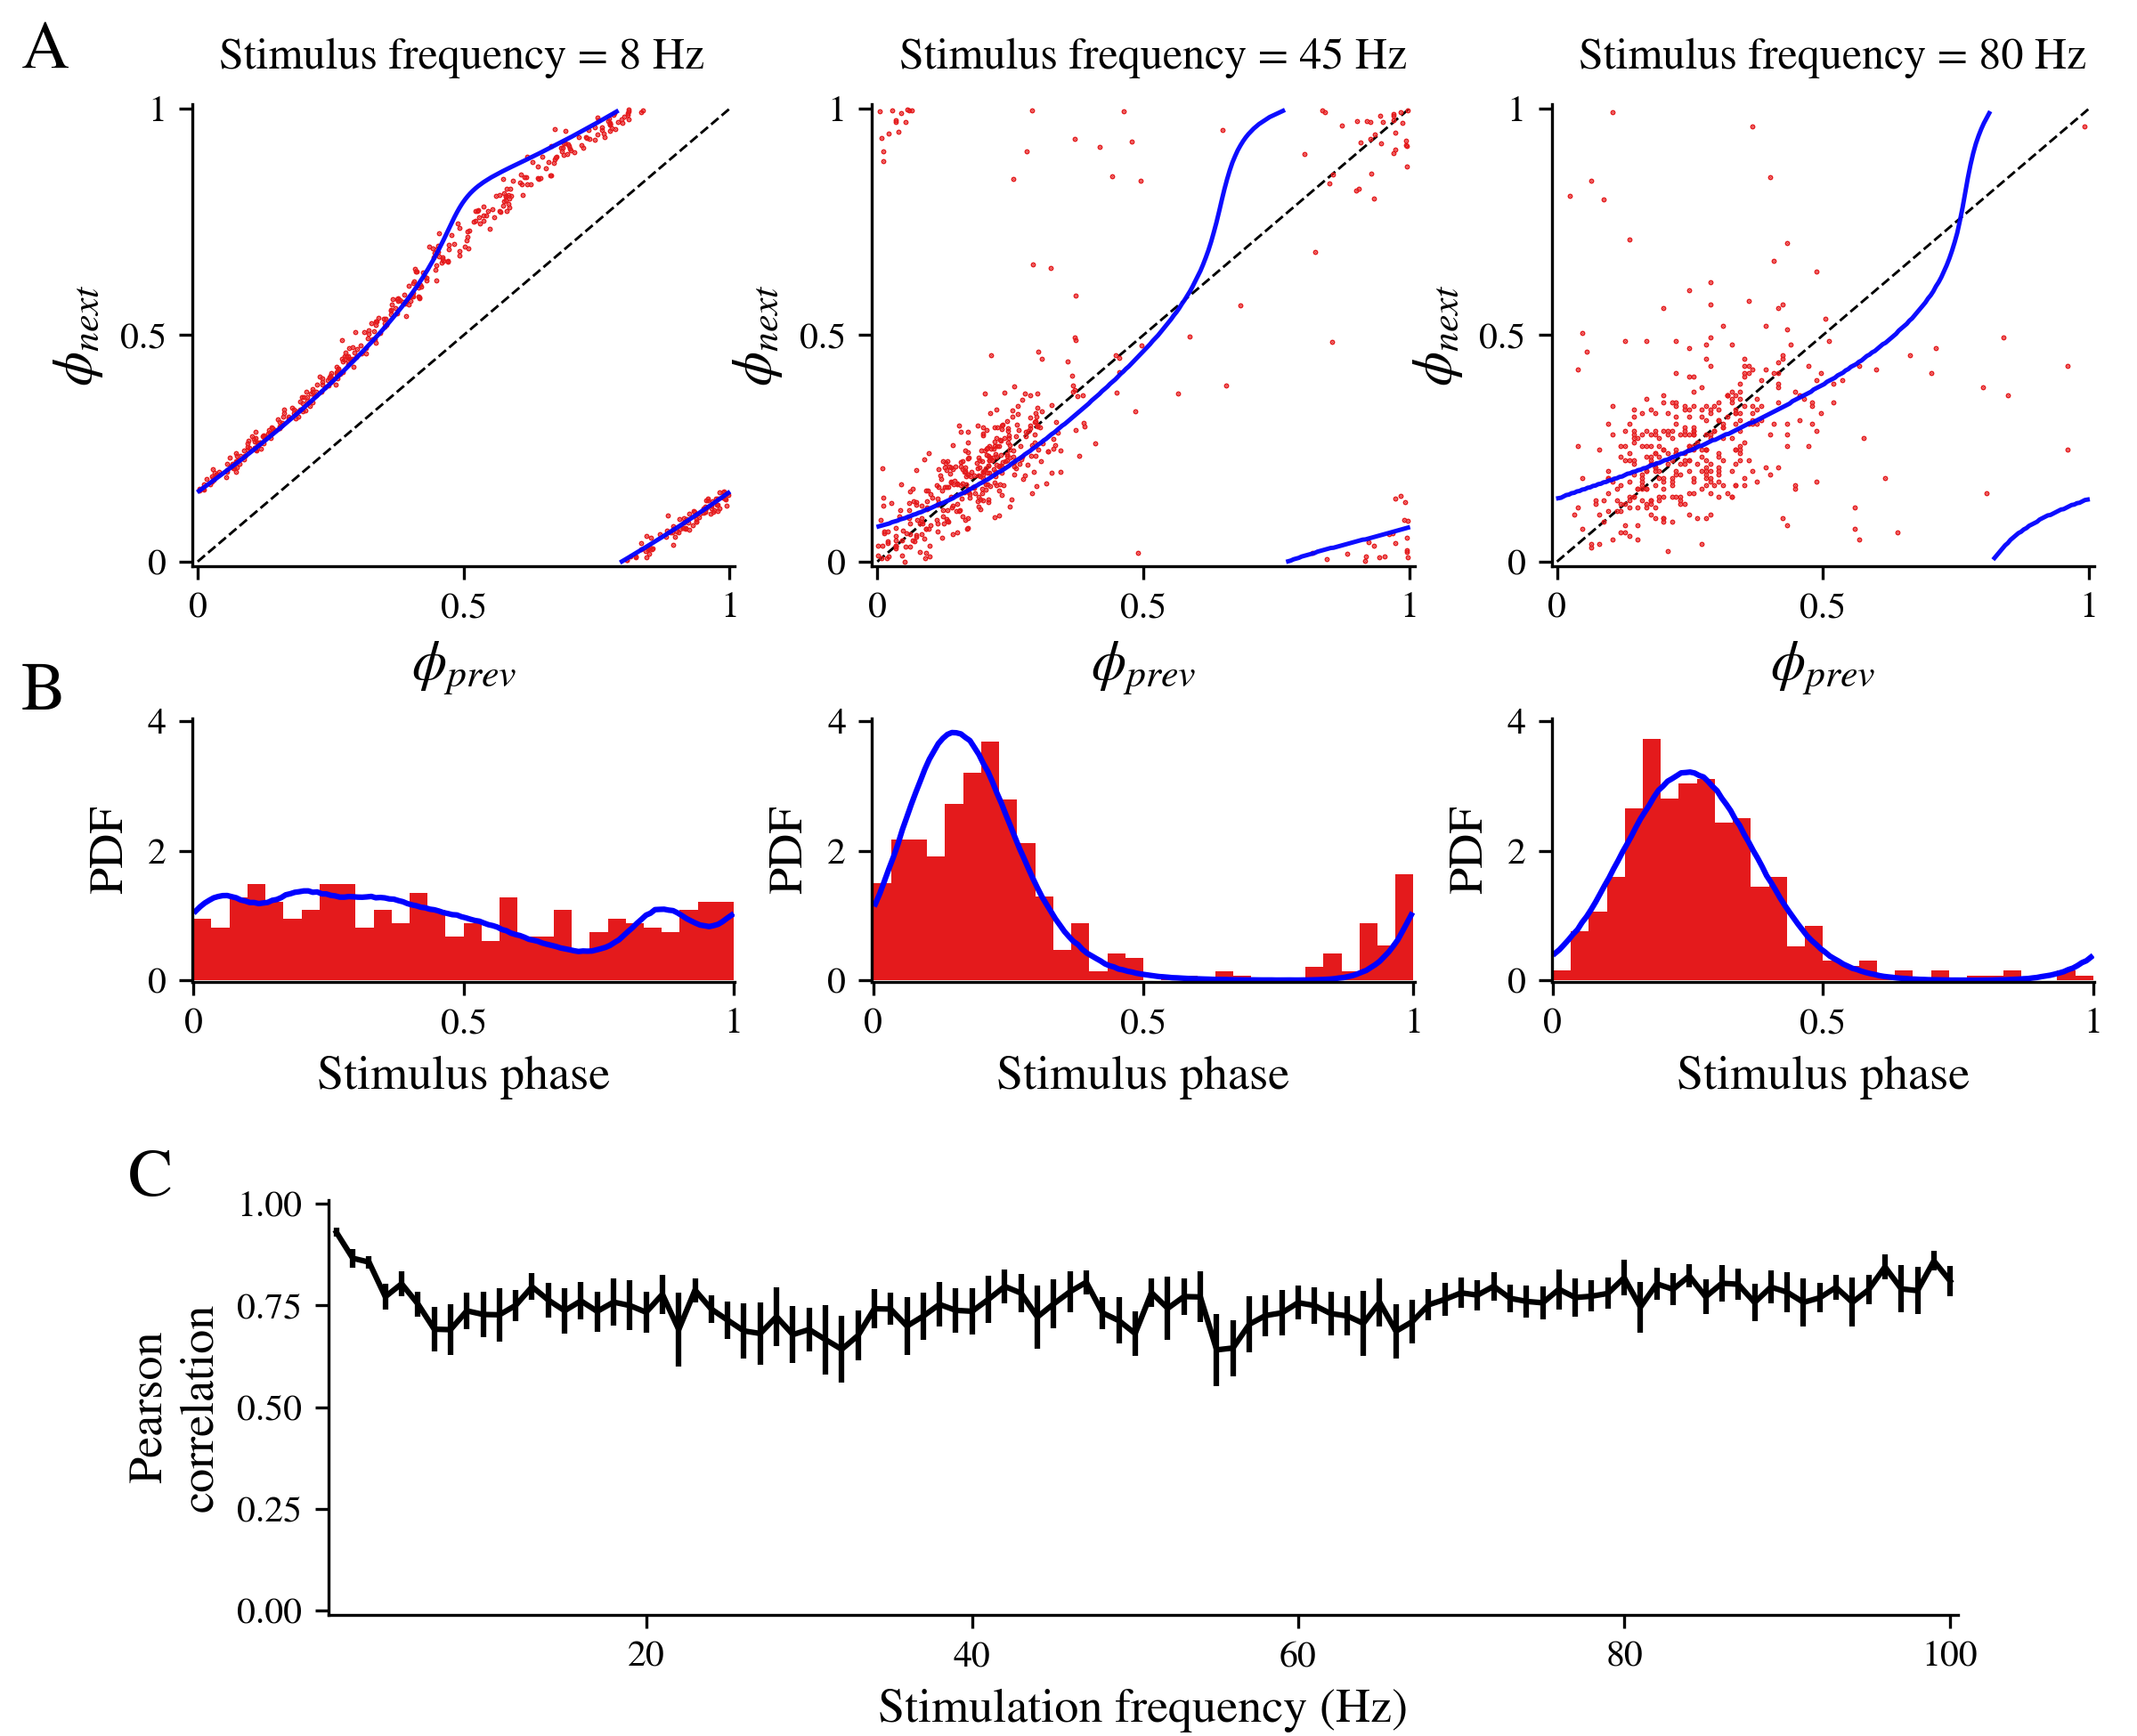 A
Stimulus frequency = 8 Hz
Stimulus frequency = 45 Hz
Stimulus frequency = 80 Hz
1
0.5
0
ϕnext
0
0.5
1
ϕprev
1
0.5
0
ϕnext
0
0.5
1
ϕprev
1
0.5
0
ϕnext
0
0.5
1
ϕprev
B
4
2
0
PDF
0
0.5
1
Stimulus phase
4
2
0
PDF
0
0.5
1
Stimulus phase
4
2
0
PDF
0
0.5
1
Stimulus phase
C
1.00
0.75
0.50
0.25
0.00
Pearson
correlation
20
40
60
80
100
Stimulation frequency (Hz)